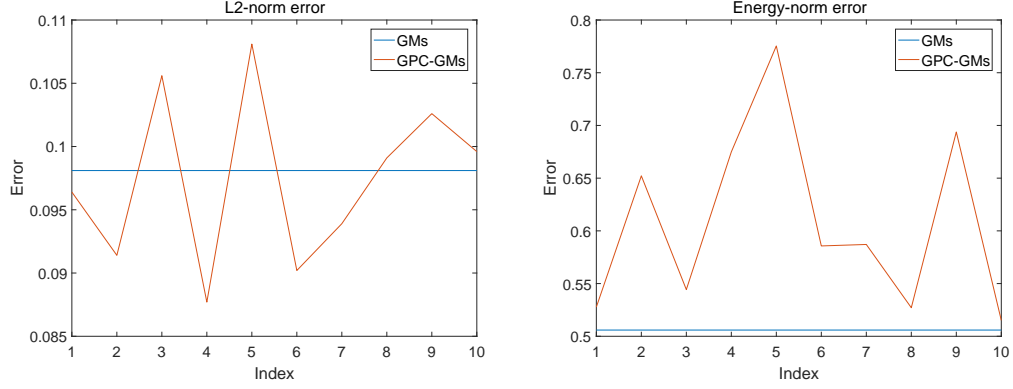 L2-norm error
0.11
0.105
0.1
0.095
0.09
0.085
Error
1 2 3 4 5 6 7 8 9 10
Index
GMs
GPC-GMs
Energy-norm error
0.8
0.75
0.7
0.65
0.6
0.55
0.5
Error
1 2 3 4 5 6 7 8 9 10
Index
GMs
GPC-GMs